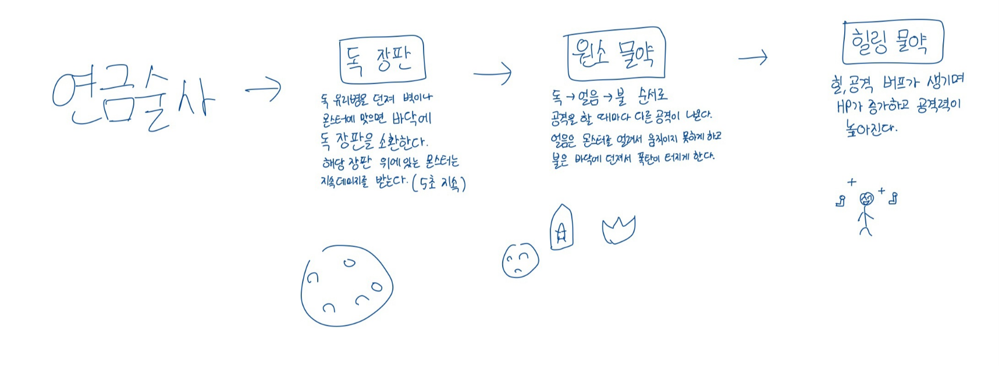 연금술사
독 장판
독 유리병을 던져 벽이나
몬스터에 맞으면 바닥에
독 장판을 소환한다.
해당 장판 위에있는 몬스터는
지속데미지를 받는다. (5초 지속)
원소 물약
독 → 얼음 → 불 순서로
공격을 할 때마다 다른 공격이 나온다.
얼음은 몬스터를 얼려서 움직이지 못하게 하고
불은 바닥에 던져서 폭탄이 터지게 한다.
힐링 물약
힐, 공격 버프가 생기며
HP가 증가하고 공격력이
높아진다.